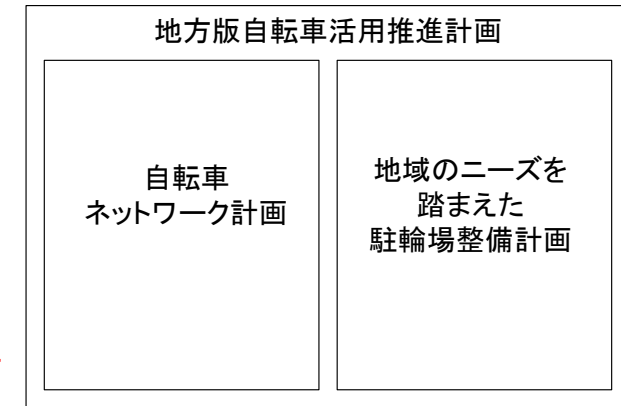 地方版自転車活用推進計画
自転車
ネットワーク計画
地域のニーズを
踏まえた
駐輪場整備計画